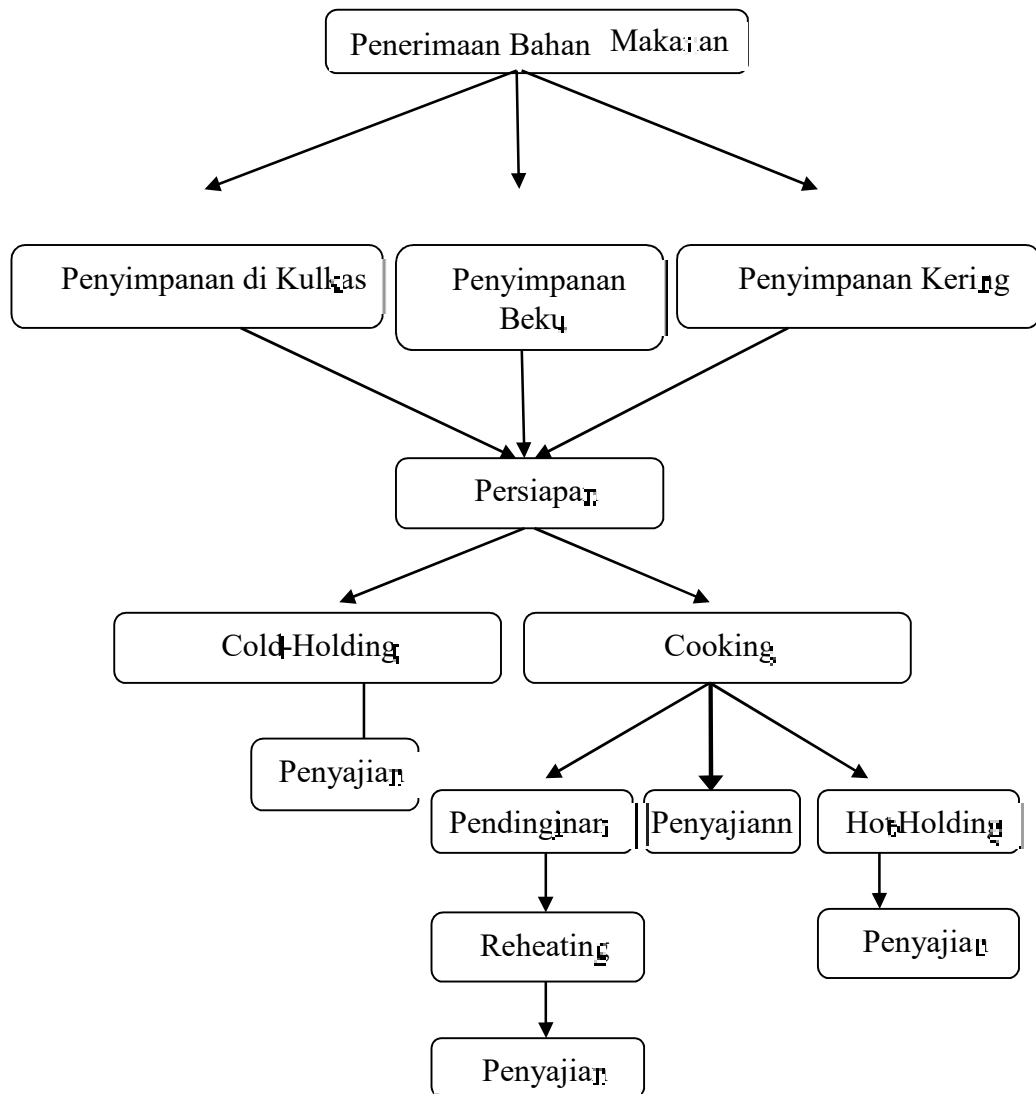 Penerimaan Bahan Makanan
Penyimpanan di Kulkas
Penyimpanan
Beku
Penyimpanan Kering
Persiapan
Cold-Holding
Cooking
Penyajian
Pendinginan
Penyajiann
Hot-Holding
Reheating
Penyajian
Penyajian